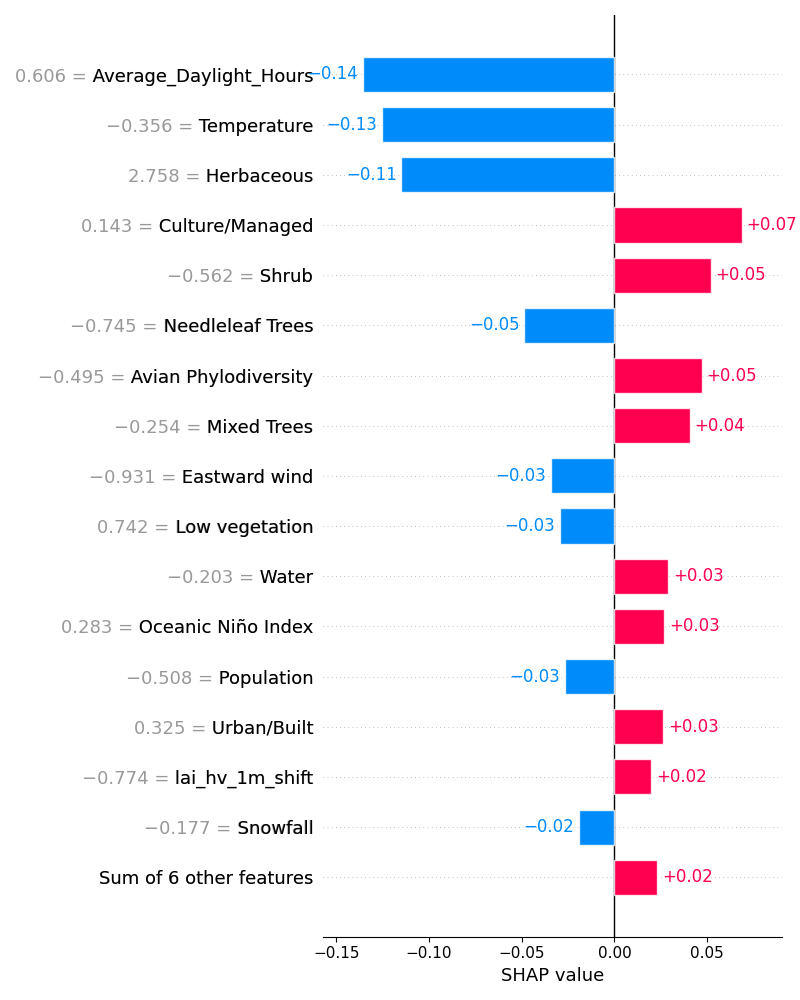 0.606 = Average_Daylight_Hours −0.14
−0.356 = Temperature −0.13
2.758 = Herbaceous −0.11
0.143 = Culture/Managed +0.07
−0.562 = Shrub +0.05
−0.745 = Needleleaf Trees −0.05
−0.495 = Avian Phylodiversity +0.05
−0.254 = Mixed Trees +0.04
−0.931 = Eastward wind −0.03
0.742 = Low vegetation −0.03
−0.203 = Water +0.03
0.283 = Oceanic Niño Index +0.03
−0.508 = Population −0.03
0.325 = Urban/Built +0.03
−0.774 = lai_hv_1m_shift +0.02
−0.177 = Snowfall −0.02
Sum of 6 other features +0.02
−0.15 −0.10 −0.05 0.00 0.05
SHAP value